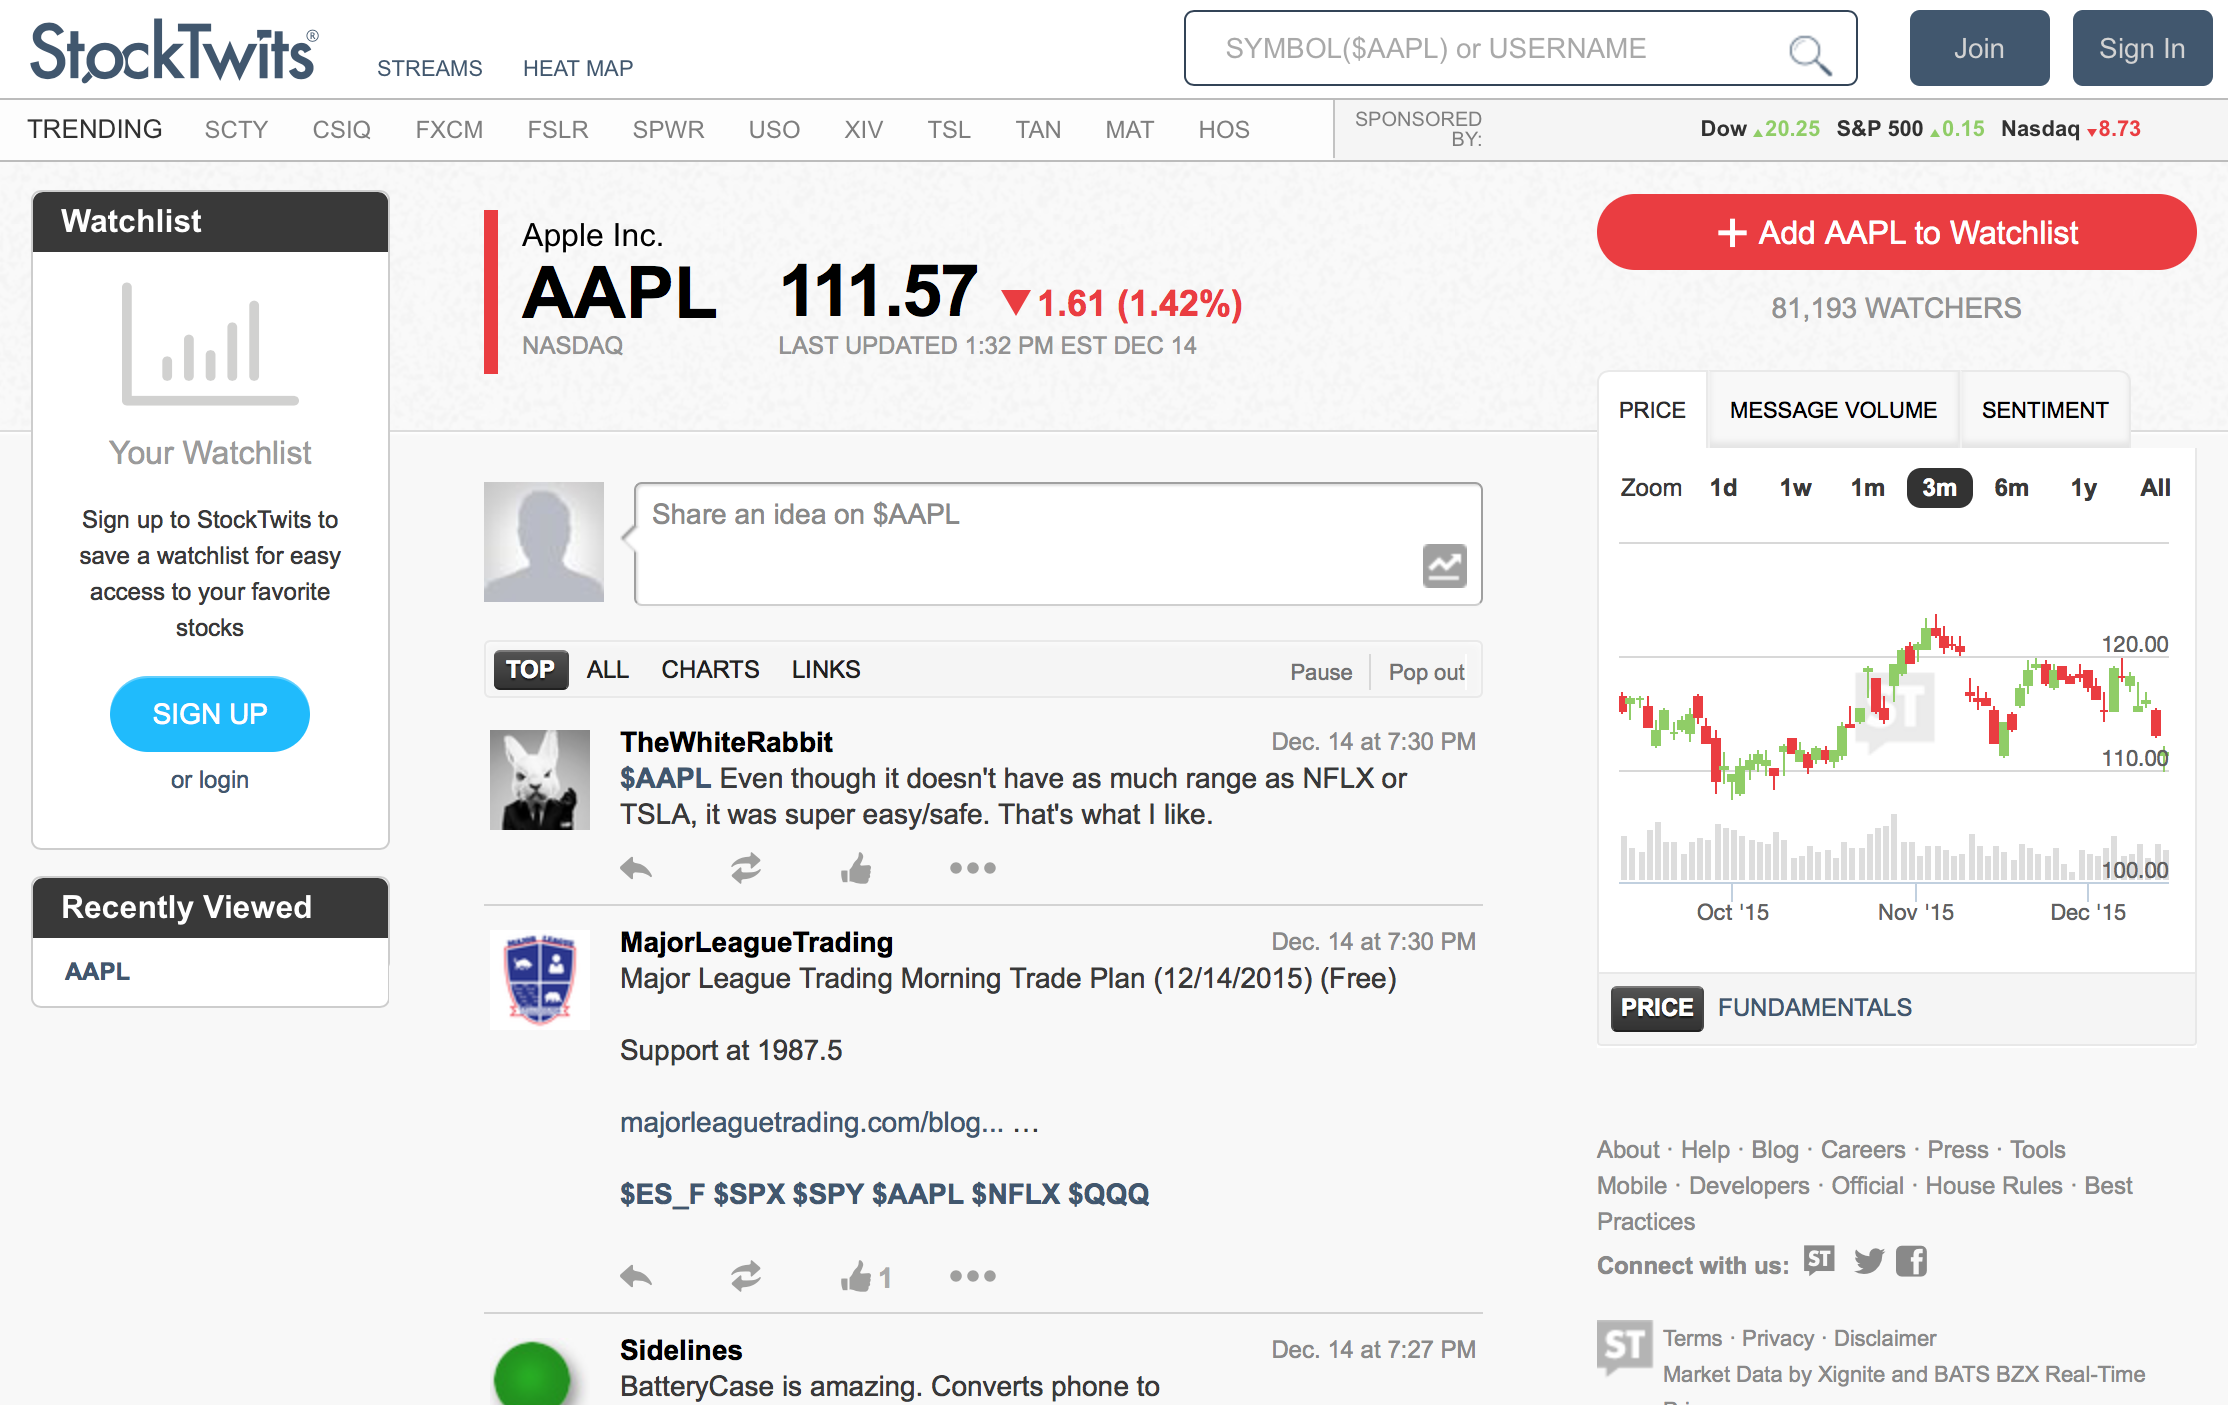 StockTwits®
STREAMS HEAT MAP
SYMBOL($AAPL) or USERNAME
Join
Sign In
TRENDING SCTY CSIQ FXCM FSLR SPWR USO XIV TSL TAN MAT HOS
SPONSORED
BY:
Dow ▲20.25 S&P 500 ▲0.15 Nasdaq ▼8.73
Watchlist
Your Watchlist
Sign up to StockTwits to
save a watchlist for easy
access to your favorite
stocks
SIGN UP
or login
Recently Viewed
AAPL
Apple Inc.
AAPL 111.57 ▼1.61 (1.42%)
NASDAQ LAST UPDATED 1:32 PM EST DEC 14
Share an idea on $AAPL
TOP ALL CHARTS LINKS Pause Pop out
TheWhiteRabbit Dec. 14 at 7:30 PM
$AAPL Even though it doesn't have as much range as NFLX or
TSLA, it was super easy/safe. That's what I like.
MajorLeagueTrading Dec. 14 at 7:30 PM
Major League Trading Morning Trade Plan (12/14/2015) (Free)
Support at 1987.5
majorleaguetrading.com/blog... …
$ES_F $SPX $SPY $AAPL $NFLX $QQQ
1
Sidelines Dec. 14 at 7:27 PM
BatteryCase is amazing. Converts phone to
+ Add AAPL to Watchlist
81,193 WATCHERS
PRICE MESSAGE VOLUME SENTIMENT
Zoom 1d 1w 1m 3m 6m 1y All
120.00
ST
110.00
100.00
Oct '15 Nov '15 Dec '15
PRICE FUNDAMENTALS
About · Help · Blog · Careers · Press · Tools
Mobile · Developers · Official · House Rules · Best
Practices
Connect with us: ST
ST
Terms · Privacy · Disclaimer
Market Data by Xignite and BATS BZX Real-Time